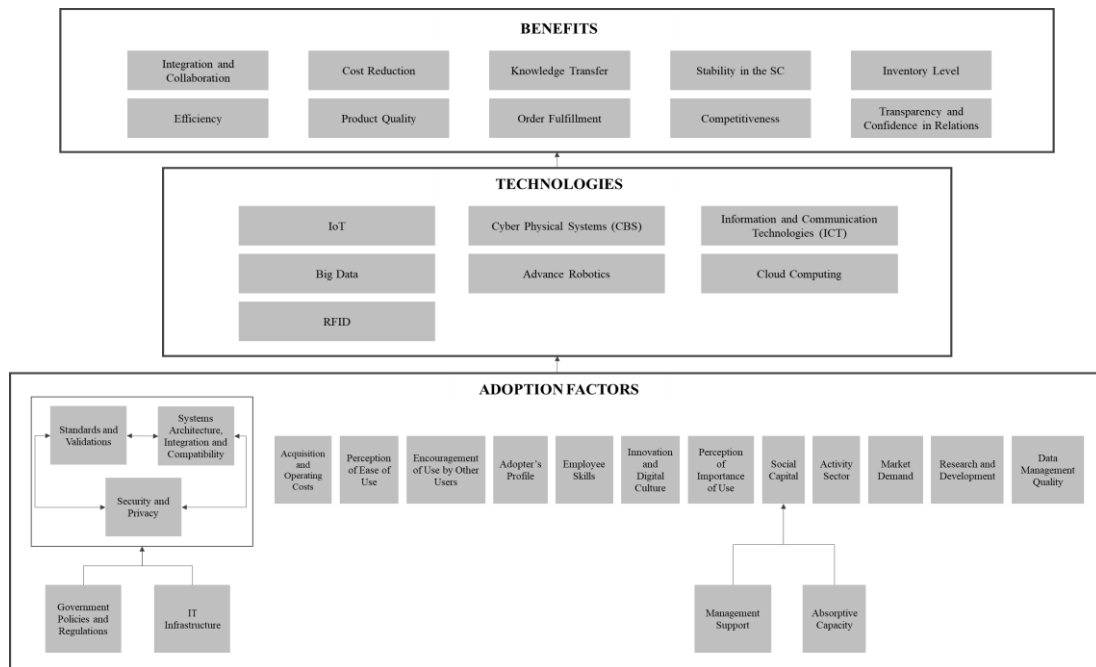 BENEFITS
Integration and
Collaboration
Cost Reduction
Knowledge Transfer
Stability in the SC
Inventory Level
Efficiency
Product Quality
Order Fulfillment
Competitiveness
Transparency and
Confidence in Relations
TECHNOLOGIES
IoT
Cyber Physical Systems (CBS)
Information and Communication
Technologies (ICT)
Big Data
Advance Robotics
Cloud Computing
RFID
ADOPTION FACTORS
Standards and
Validations
Systems
Architecture,
Integration and
Compatibility
Security and
Privacy
Government
Policies and
Regulations
IT
Infrastructure
Acquisition
and
Operating
Costs
Perception
of Ease of
Use
Encouragement
of Use by Other
Users
Adopter's
Profile
Employee
Skills
Innovation
and
Digital
Culture
Perception
of
Importance
of Use
Social
Capital
Activity
Sector
Market
Demand
Research and
Development
Data
Management
Quality
Management
Support
Absorptive
Capacity